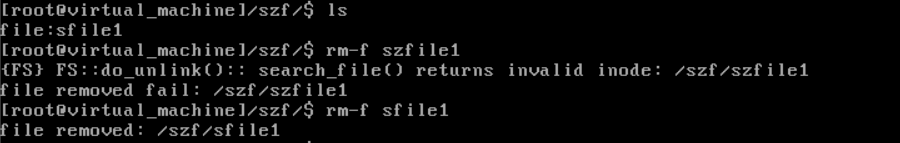 [root@virtual_machine]/szf/$ ls
file:sfile1
[root@virtual_machine]/szf/$ rm-f szfile1
{FS} FS::do_unlink():: search_file() returns invalid inode: /szf/szfile1
file removed fail: /szf/szfile1
[root@virtual_machine]/szf/$ rm-f sfile1
file removed: /szf/sfile1